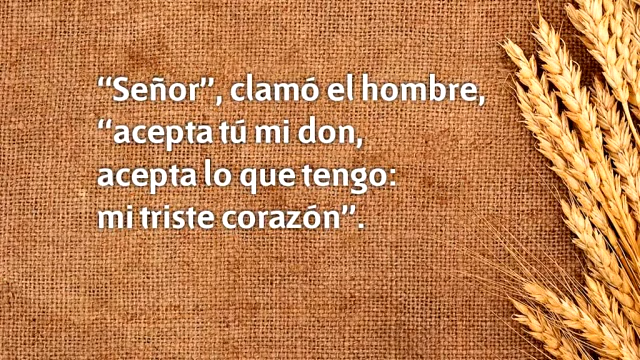 “Señor”, clamó el hombre,
“acepta tú mi don,
acepta lo que tengo:
mi triste corazón”.